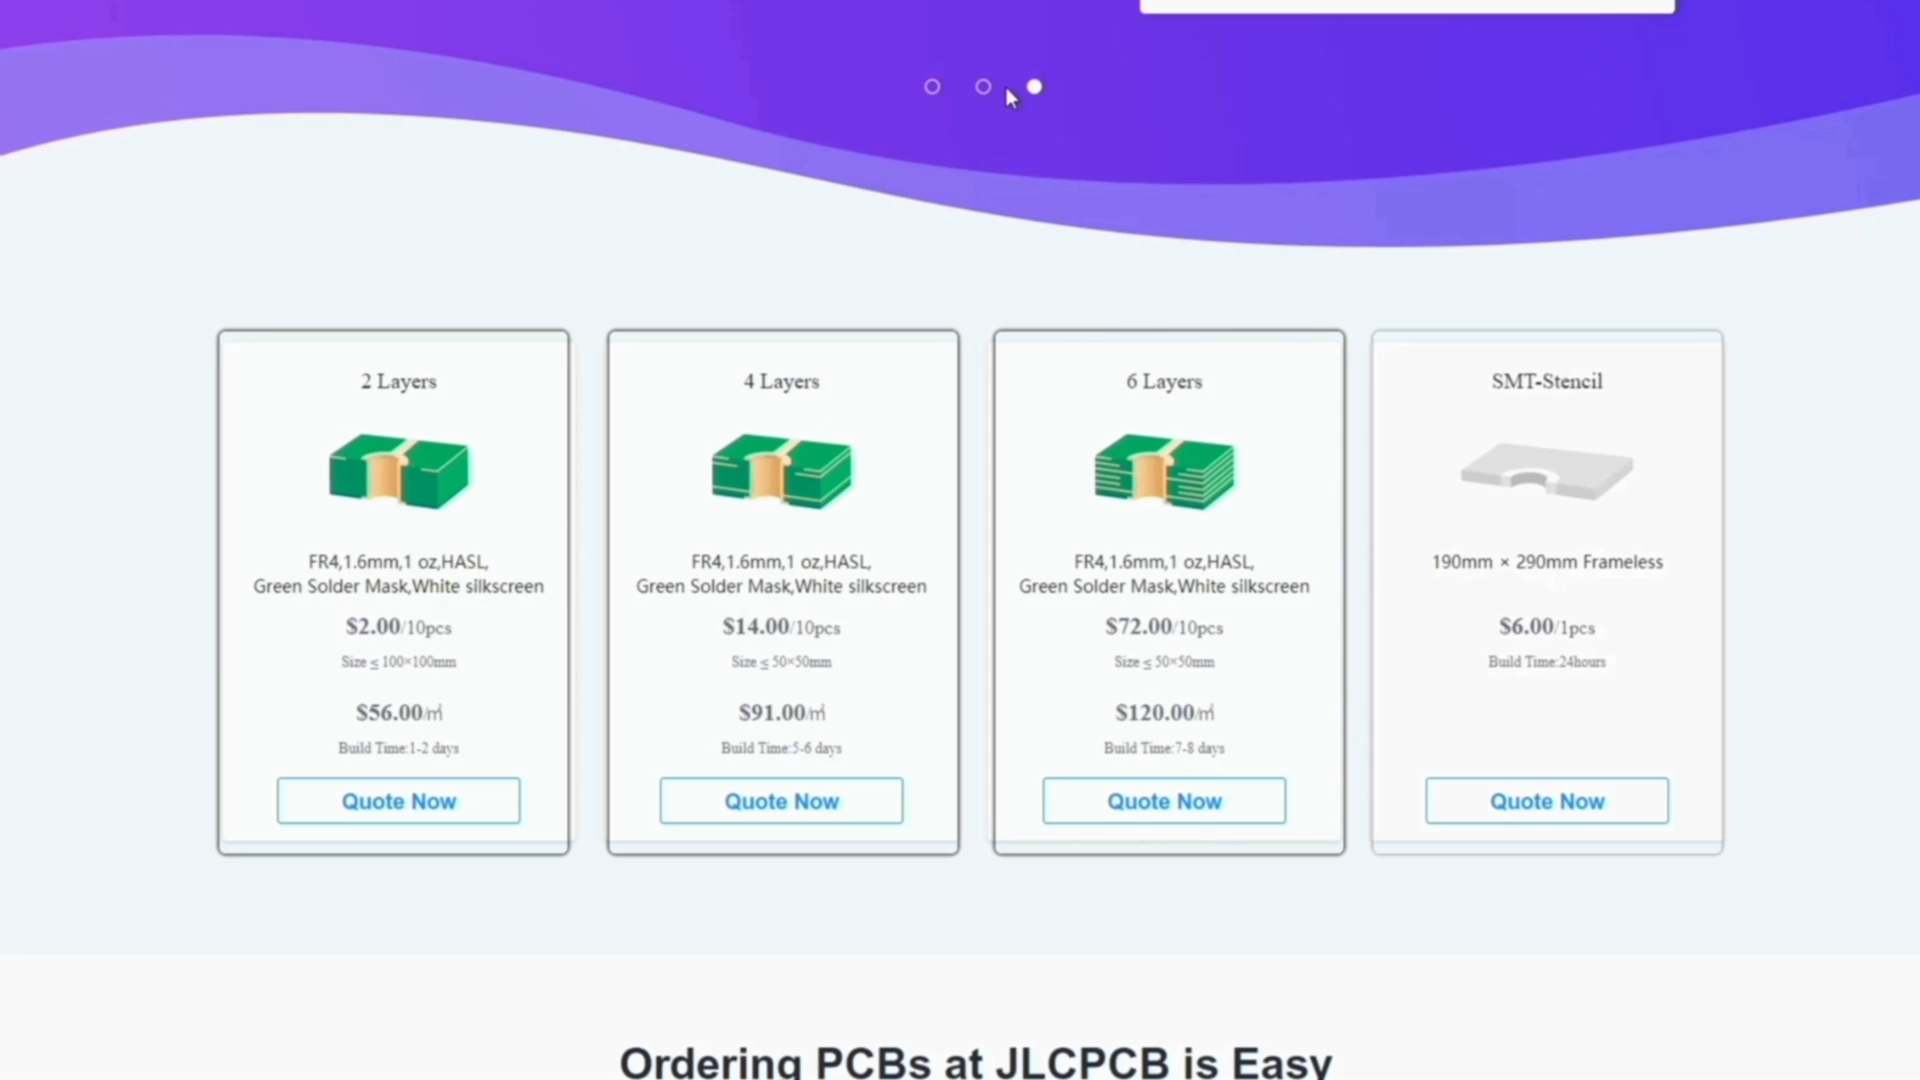 2 Layers
FR4,1.6mm,1 oz,HASL,
Green Solder Mask,White silkscreen
$2.00/10pcs
Size ≤ 100×100mm
$56.00/㎡
Build Time:1-2 days
Quote Now
4 Layers
FR4,1.6mm,1 oz,HASL,
Green Solder Mask,White silkscreen
$14.00/10pcs
Size ≤ 50×50mm
$91.00/㎡
Build Time:5-6 days
Quote Now
6 Layers
FR4,1.6mm,1 oz,HASL,
Green Solder Mask,White silkscreen
$72.00/10pcs
Size ≤ 50×50mm
$120.00/㎡
Build Time:7-8 days
Quote Now
SMT-Stencil
190mm × 290mm Frameless
$6.00/1pcs
Build Time:24hours
Quote Now
Ordering PCBs at JLCPCB is Easy